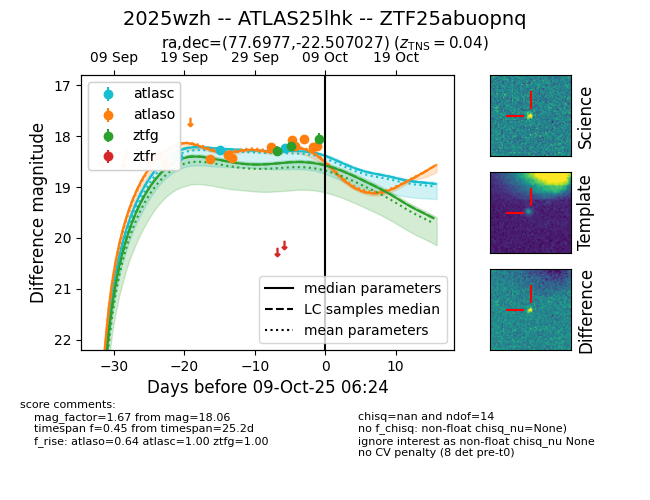 2025wzh -- ATLAS25lhk -- ZTF25abuopnq
ra,dec=(77.6977,-22.507027) (z_TNS = 0.04)
09 Sep 19 Sep 29 Sep 09 Oct 19 Oct
17
18
19
20
21
22
Difference magnitude
atlasc
atlaso
ztfg
ztfr
median parameters
LC samples median
mean parameters
−30 −20 −10 0 10
Days before 09-Oct-25 06:24
Science
Template
Difference
score comments:
mag_factor=1.67 from mag=18.06
timespan f=0.45 from timespan=25.2d
f_rise: atlaso=0.64 atlasc=1.00 ztfg=1.00
chisq=nan and ndof=14
no f_chisq: non-float chisq_nu=None)
ignore interest as non-float chisq_nu None
no CV penalty (8 det pre-t0)